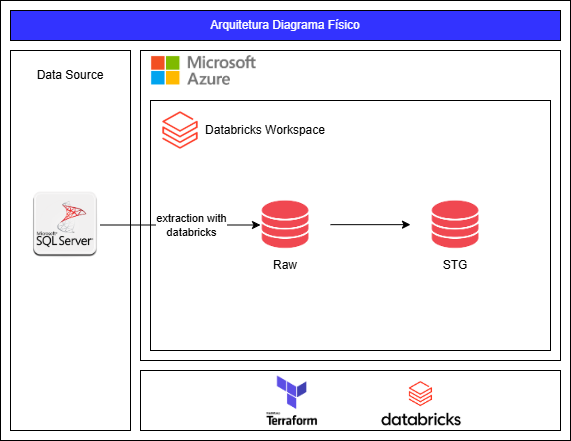 Arquitetura Diagrama Físico
Data Source
Microsoft
Azure
Databricks Workspace
Microsoft
SQL Server
extraction with
databricks
Raw
STG
Terraform
databricks